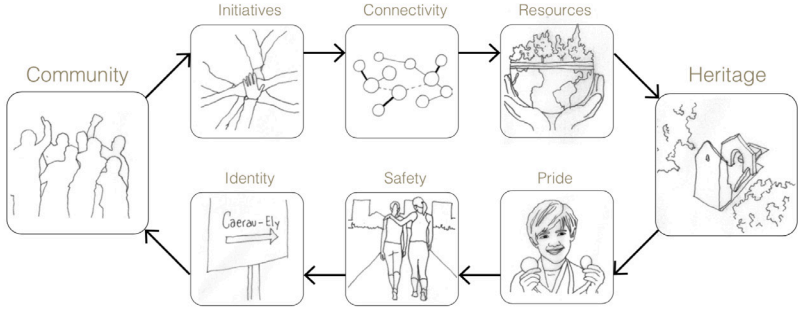 Initiatives
Connectivity
Resources
Community
Heritage
Identity
Safety
Pride
Caerau-Ely